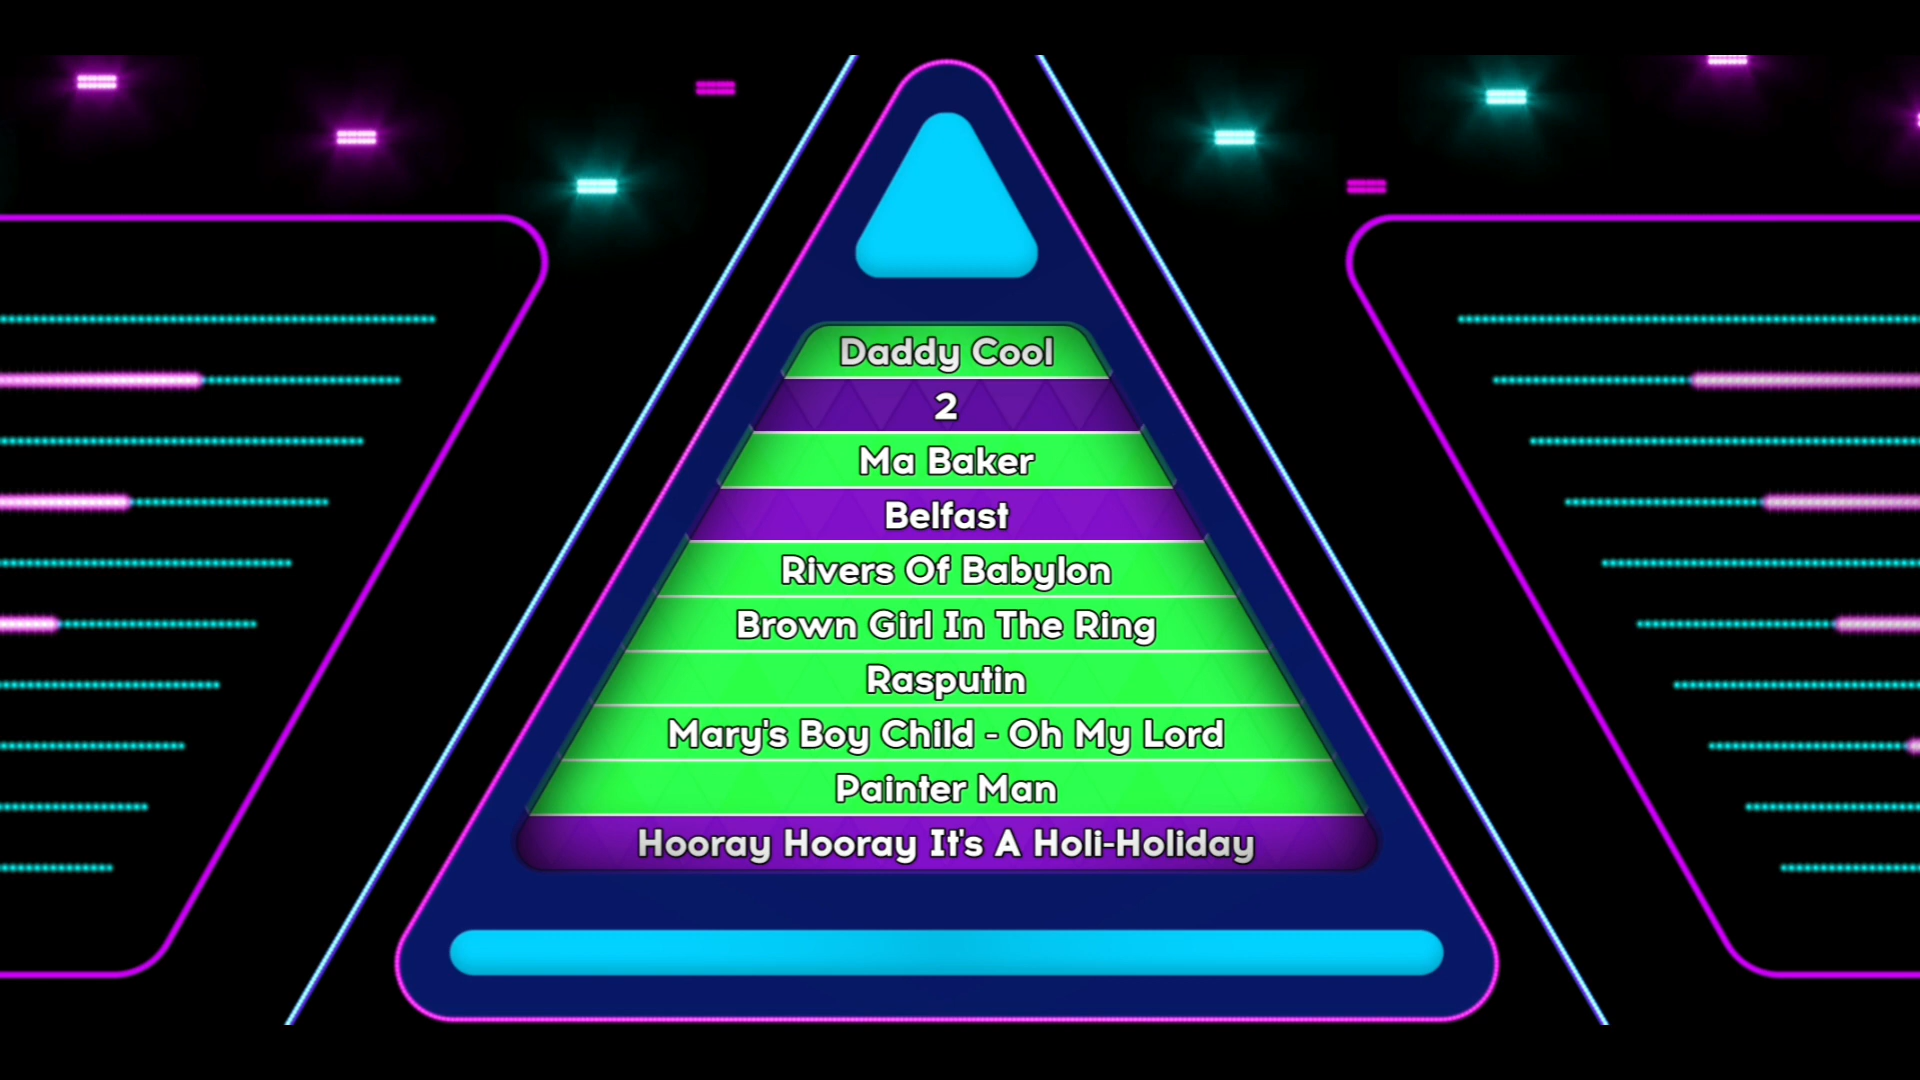 Daddy Cool
2
Ma Baker
Belfast
Rivers Of Babylon
Brown Girl In The Ring
Rasputin
Mary's Boy Child - Oh My Lord
Painter Man
Hooray Hooray It's A Holi-Holiday